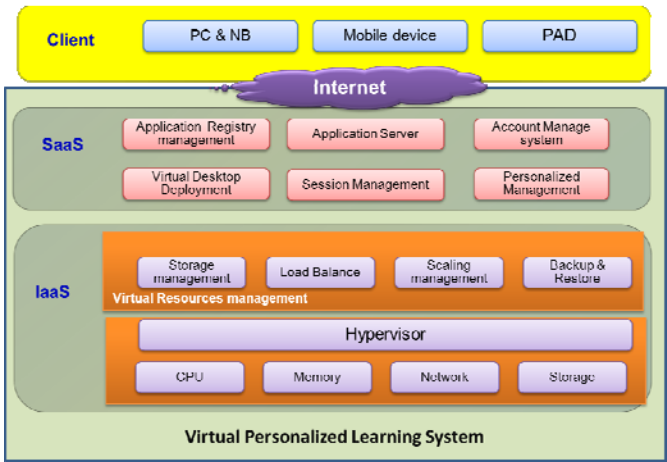 Client
PC & NB
Mobile device
PAD
Internet
SaaS
Application Registry
management
Application Server
Account Manage
system
Virtual Desktop
Deployment
Session Management
Personalized
Management
IaaS
Storage
management
Load Balance
Scaling
management
Backup &
Restore
Virtual Resources management
Hypervisor
CPU
Memory
Network
Storage
Virtual Personalized Learning System